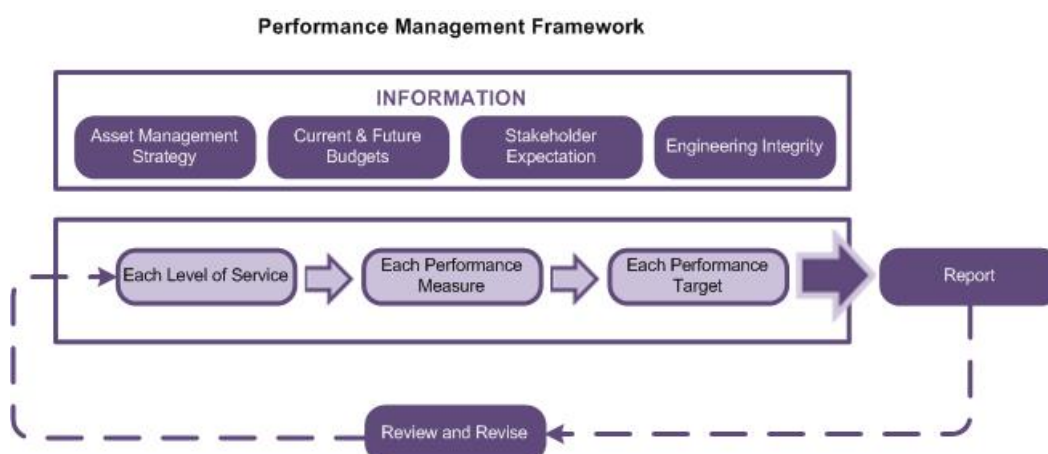 Performance Management Framework
INFORMATION
Asset Management
Strategy
Current & Future
Budgets
Stakeholder
Expectation
Engineering Integrity
Each Level of Service
Each Performance
Measure
Each Performance
Target
Report
Review and Revise